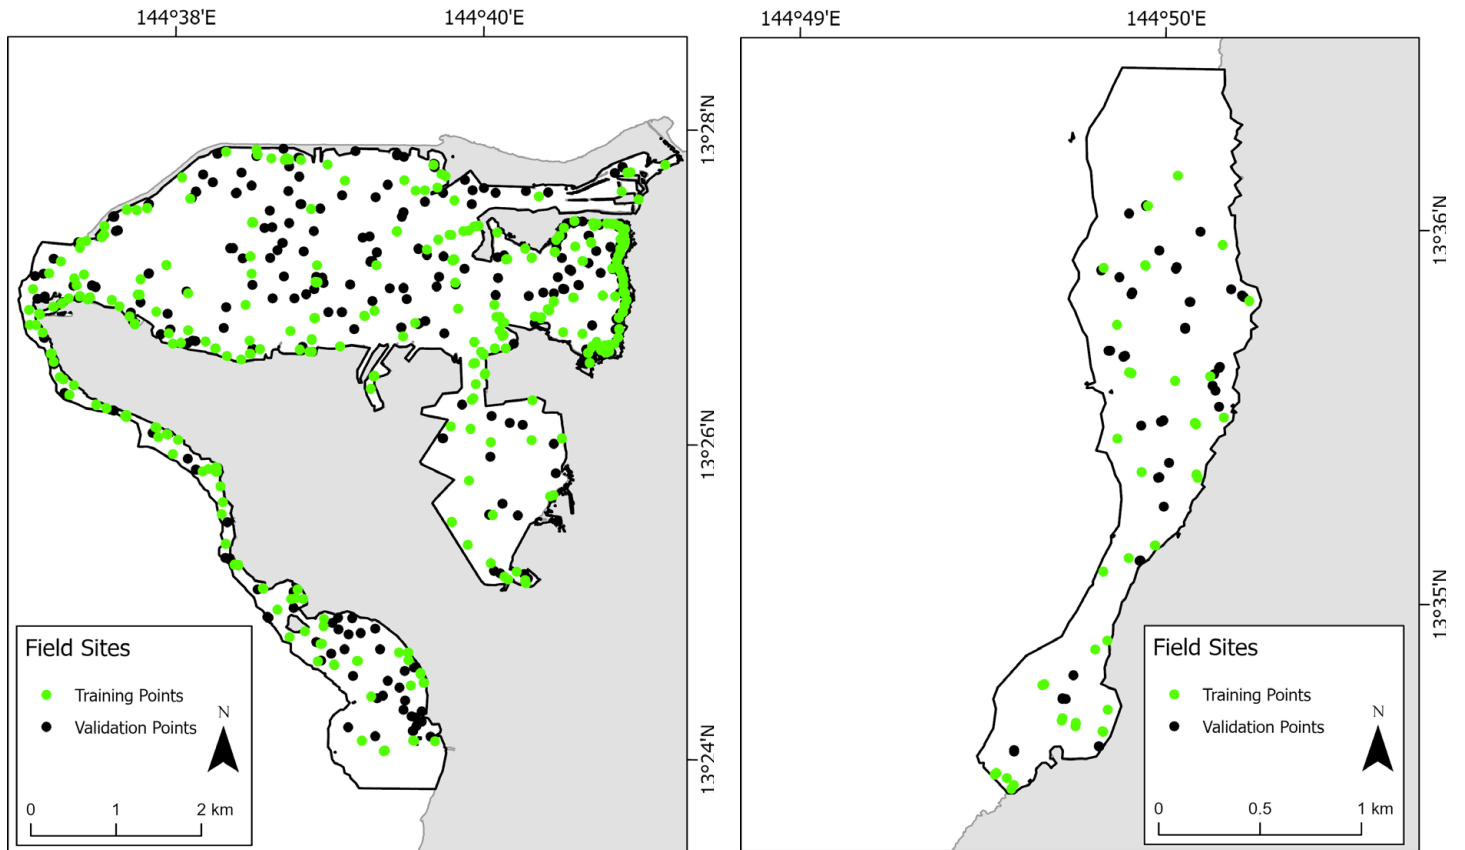 144°38'E 144°40'E
13°28'N
13°26'N
13°24'N
Field Sites
Training Points
Validation Points
N
0 1 2 km
144°49'E 144°50'E
13°36'N
13°35'N
Field Sites
Training Points
Validation Points
N
0 0.5 1 km